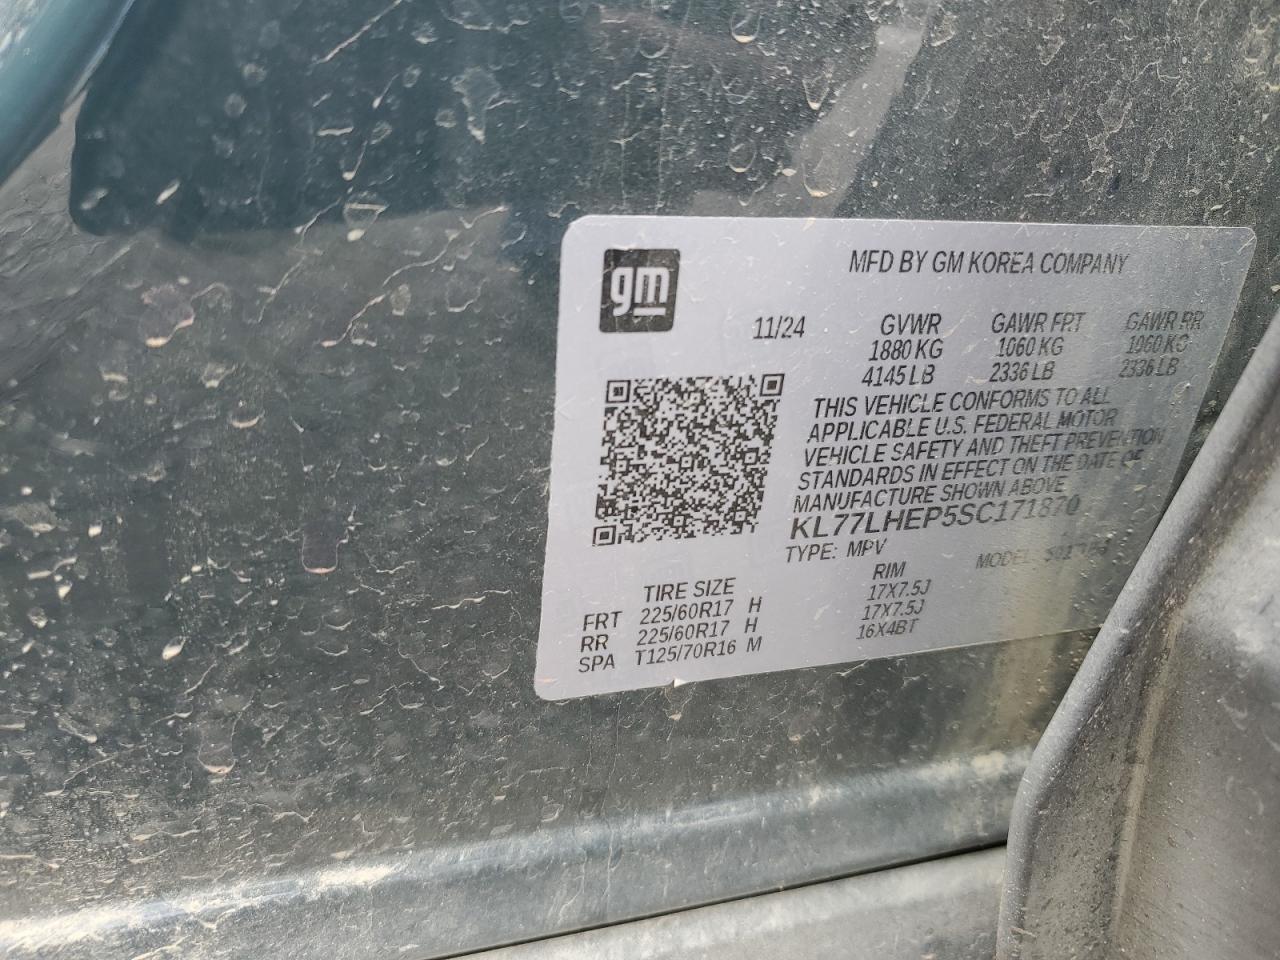 gm
MFD BY GM KOREA COMPANY
11/24 GVWR GAWR FRT GAWR RR
1880 KG 1060 KG 1060 KG
4145 LB 2336 LB 2336 LB
THIS VEHICLE CONFORMS TO ALL
APPLICABLE U.S. FEDERAL MOTOR
VEHICLE SAFETY AND THEFT PREVENTION
STANDARDS IN EFFECT ON THE DATE OF
MANUFACTURE SHOWN ABOVE
KL77LHEP5SC171870
TYPE: MPV MODEL:
TIRE SIZE RIM
FRT 225/60R17 H 17X7.5J
RR 225/60R17 H 17X7.5J
SPA T125/70R16 M 16X4BT